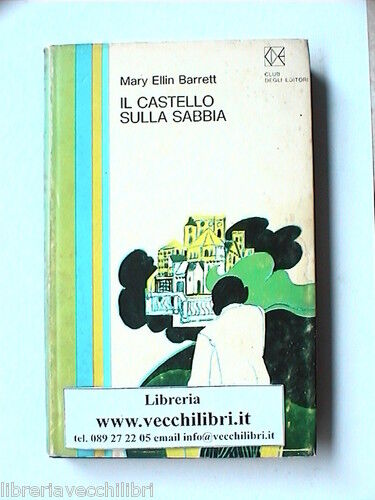 Mary Ellin Barrett
IL CASTELLO
SULLA SABBIA
CDE
CLUB
DEGLI EDITORI
Libreria
www.vecchilibri.it
tel. 089 27 22 05 email info@vecchilibri.it
libreriavecchilibri